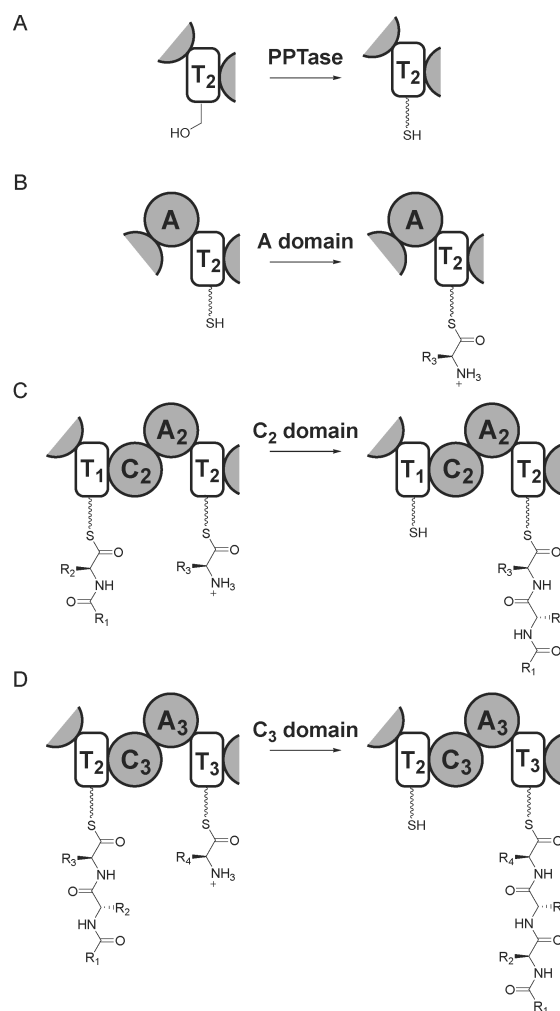 A
T2
PPTase
T2
HO
SH
B
A
T2
A domain
A
T2
SH
S
O
R3
NH3
+
C
T1
C2
A2
T2
C2 domain
T1
C2
A2
T2
S
O
R2
NH
O
R1
S
O
R3
NH3
+
SH
S
O
R3
NH
O
R
HN
O
R1
D
T2
C3
A3
T3
C3 domain
T2
C3
A3
T3
S
O
R3
NH
O
R2
HN
O
R1
S
O
R4
NH3
+
SH
S
O
R4
NH
O
R
HN
O
R2
NH
O
R1